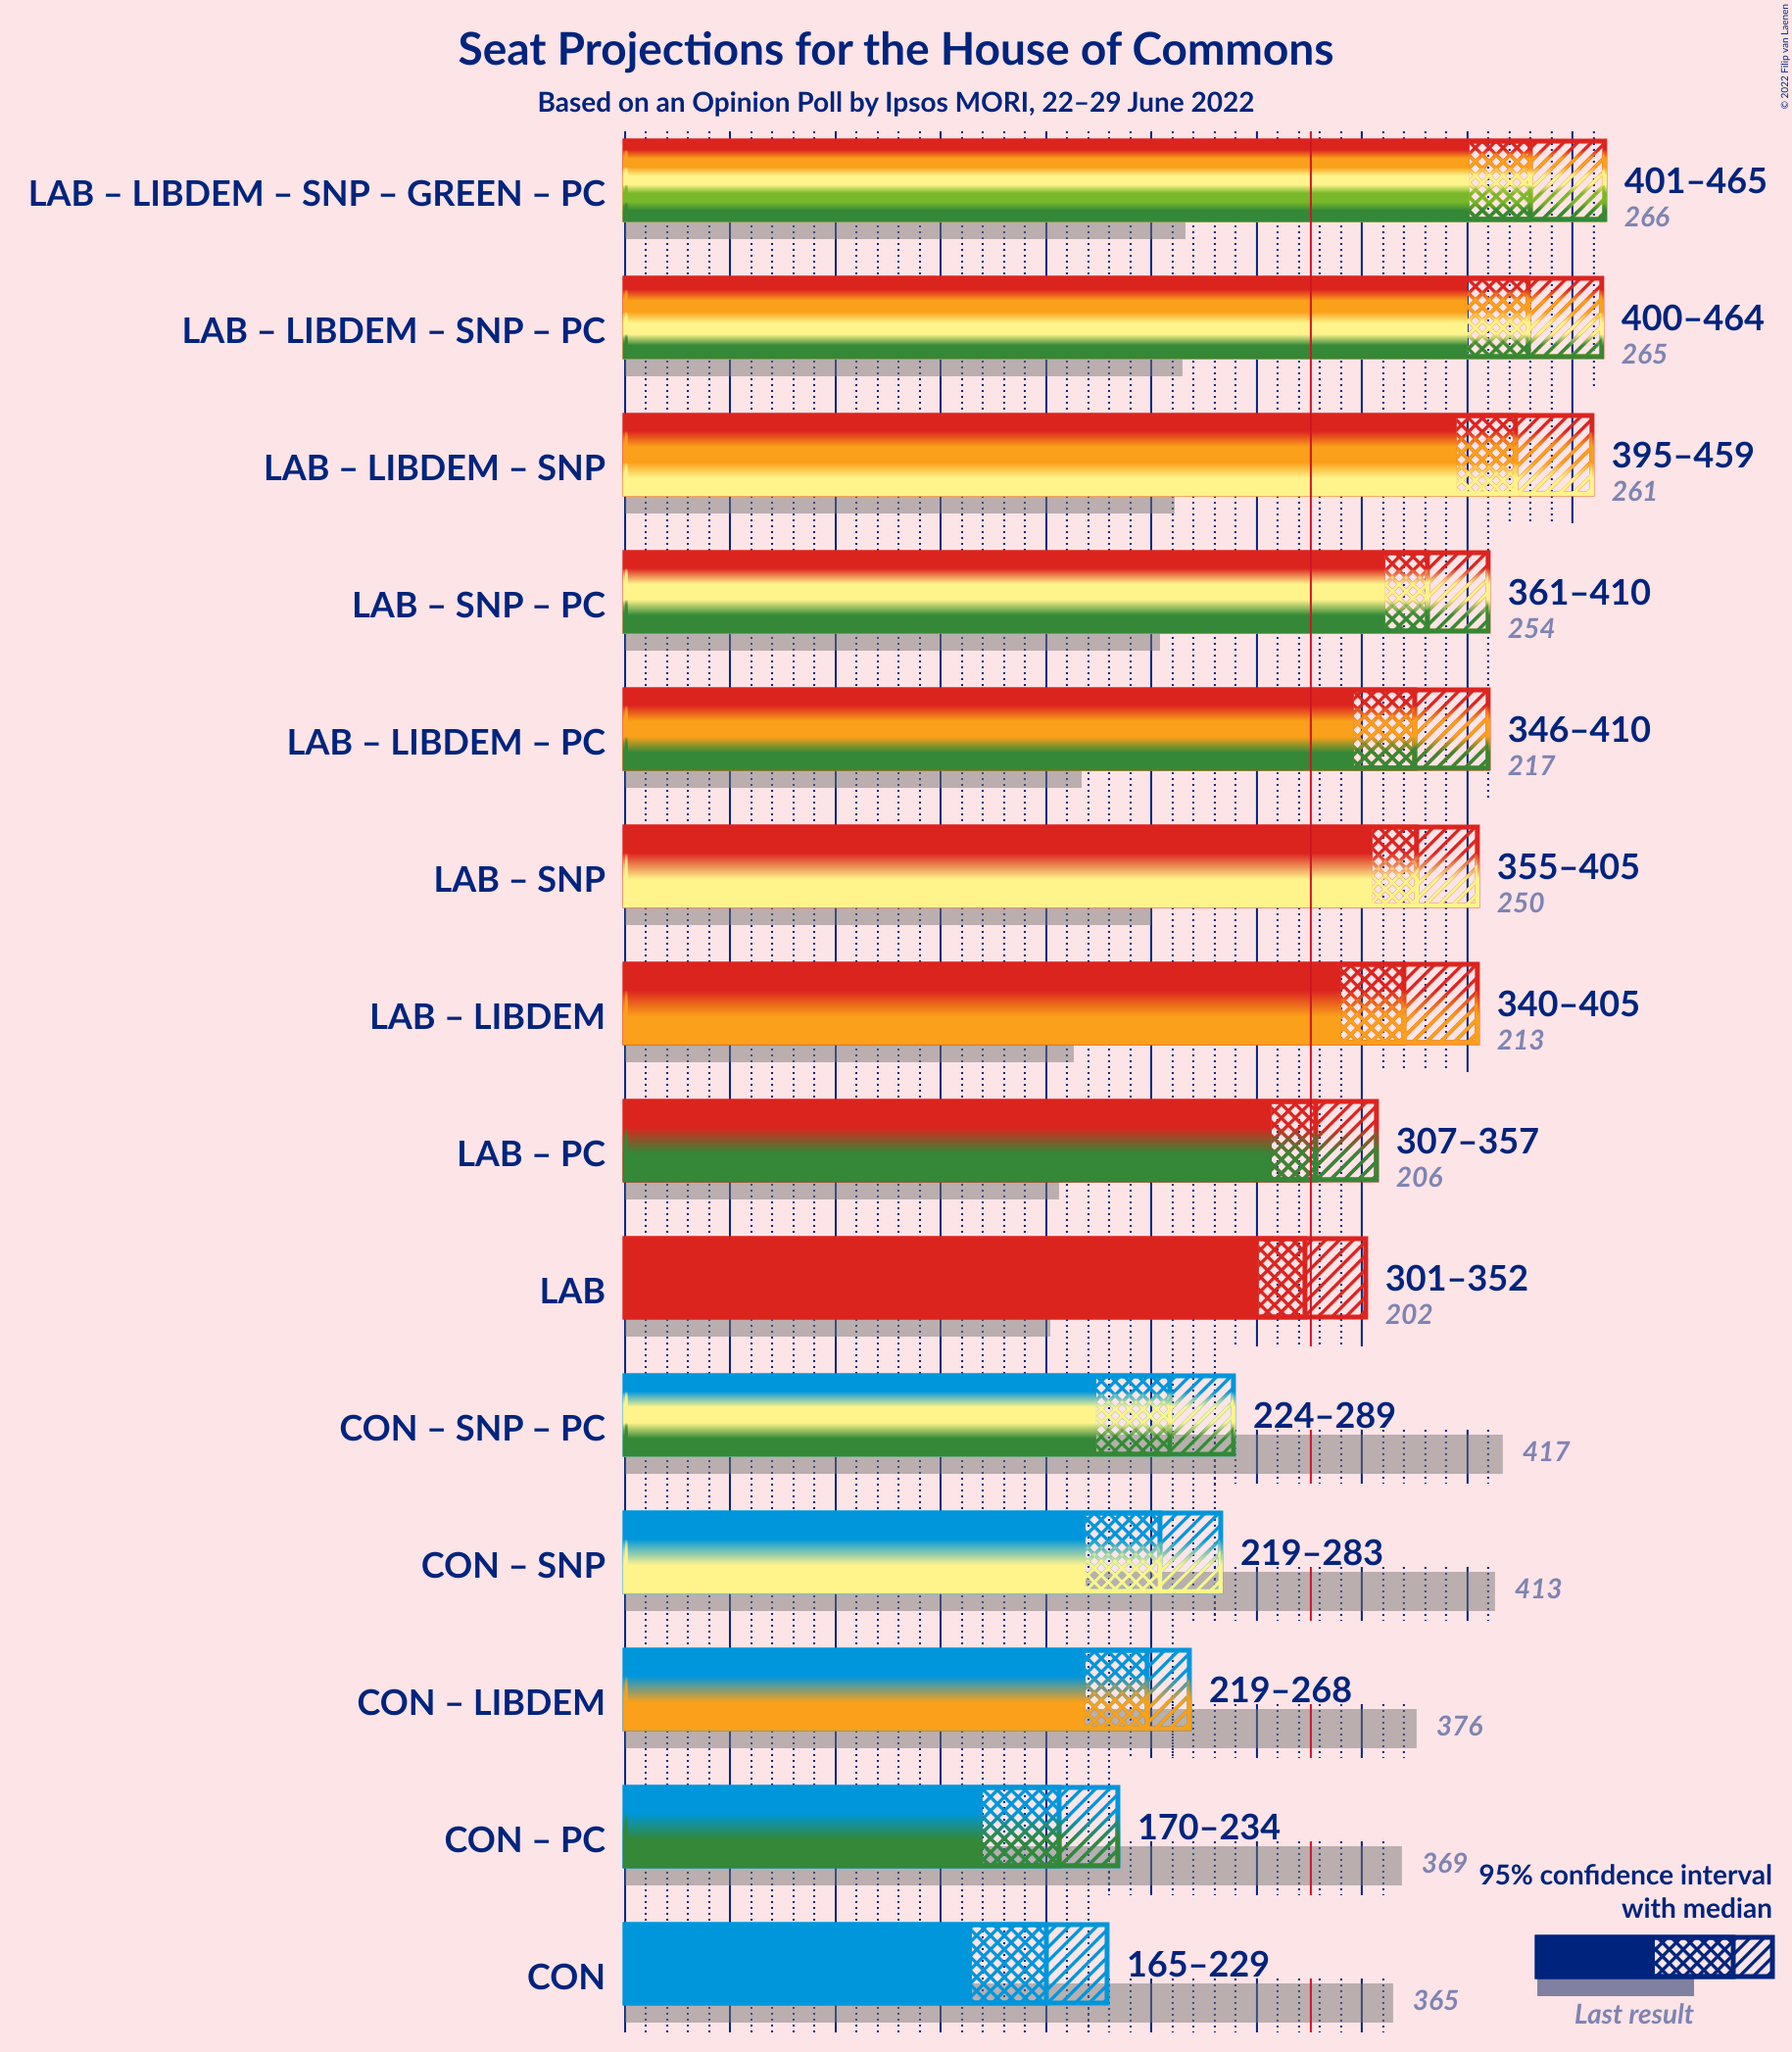 Seat Projections for the House of Commons
Based on an Opinion Poll by Ipsos MORI, 22–29 June 2022
© 2022 Filip van Laenen
LAB – LIBDEM – SNP – GREEN – PC
401–465
266
LAB – LIBDEM – SNP – PC
400–464
265
LAB – LIBDEM – SNP
395–459
261
LAB – SNP – PC
361–410
254
LAB – LIBDEM – PC
346–410
217
LAB – SNP
355–405
250
LAB – LIBDEM
340–405
213
LAB – PC
307–357
206
LAB
301–352
202
CON – SNP – PC
224–289
417
CON – SNP
219–283
413
CON – LIBDEM
219–268
376
CON – PC
170–234
369
CON
165–229
365
95% confidence interval
with median
Last result